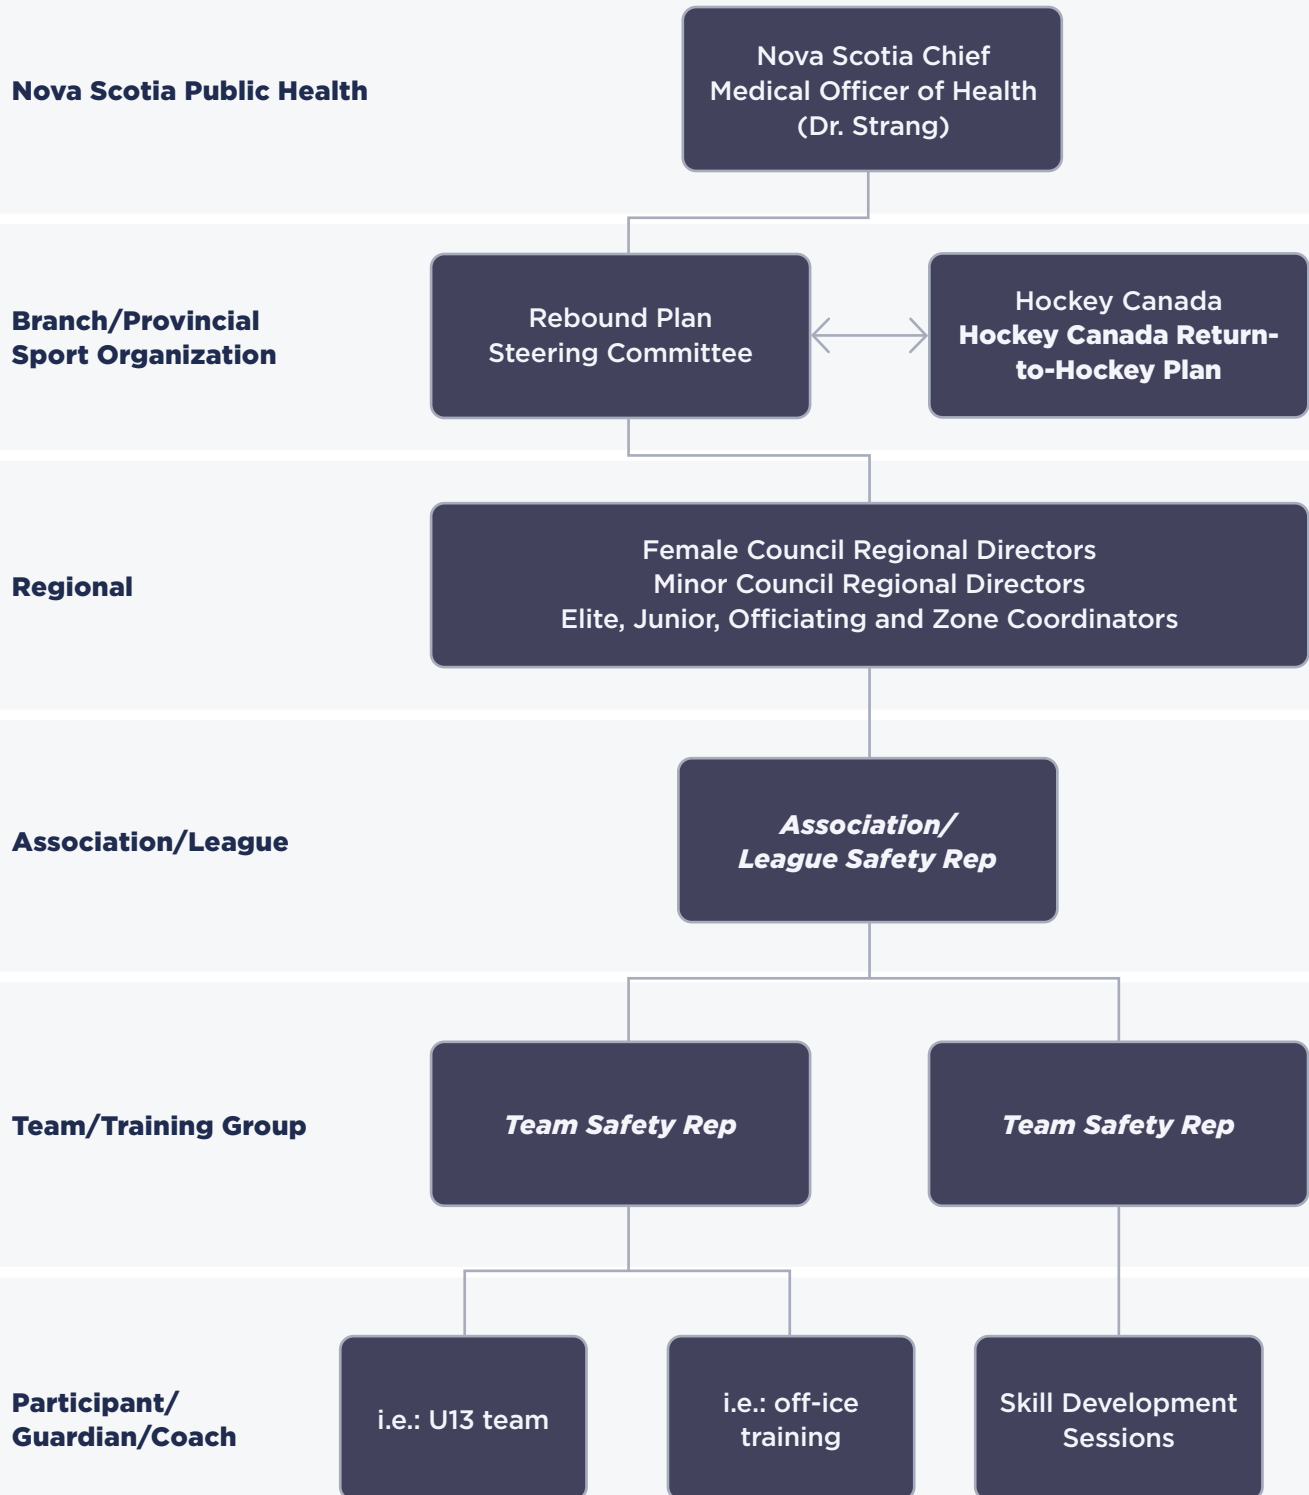 Nova Scotia Public Health
Nova Scotia Chief
Medical Officer of Health
(Dr. Strang)
Branch/Provincial
Sport Organization
Rebound Plan
Steering Committee
Hockey Canada
Hockey Canada Return-
to-Hockey Plan
Regional
Female Council Regional Directors
Minor Council Regional Directors
Elite, Junior, Officiating and Zone Coordinators
Association/League
Association/
League Safety Rep
Team/Training Group
Team Safety Rep
Team Safety Rep
Participant/
Guardian/Coach
i.e.: U13 team
i.e.: off-ice
training
Skill Development
Sessions